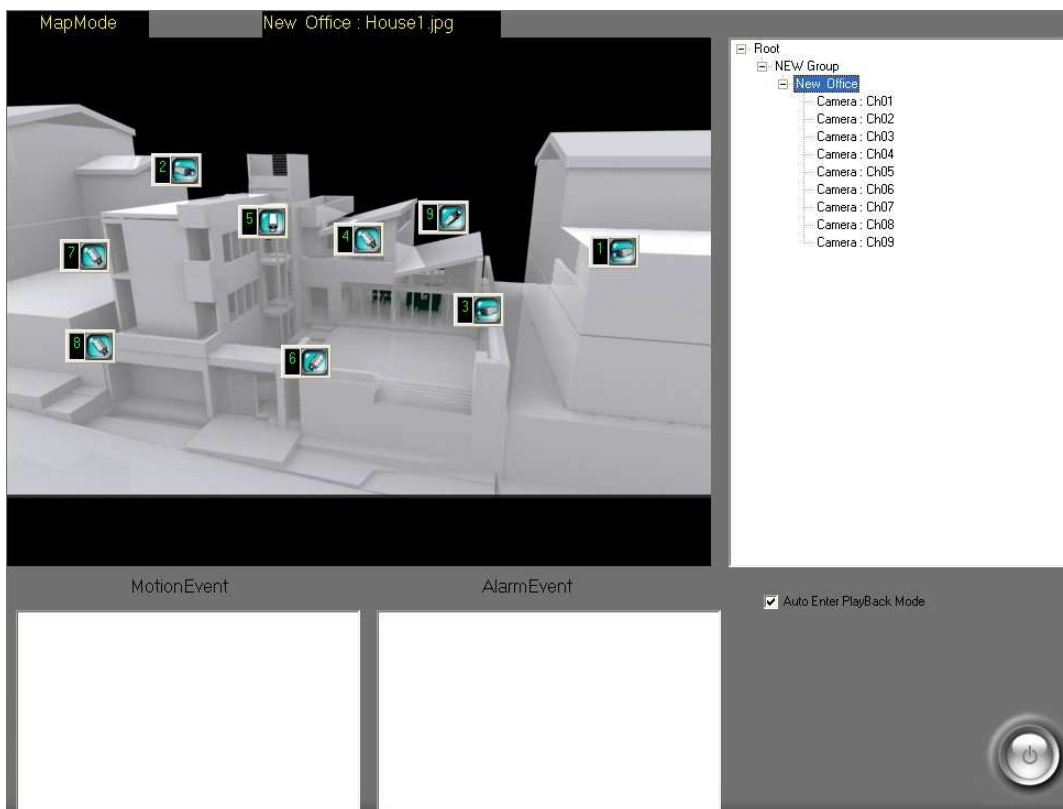 MapMode
New Office : House1.jpg
Root
NEW Group
New Office
Camera : Ch01
Camera : Ch02
Camera : Ch03
Camera : Ch04
Camera : Ch05
Camera : Ch06
Camera : Ch07
Camera : Ch08
Camera : Ch09
2
5
4
9
1
7
3
8
6
MotionEvent
AlarmEvent
Auto Enter PlayBack Mode